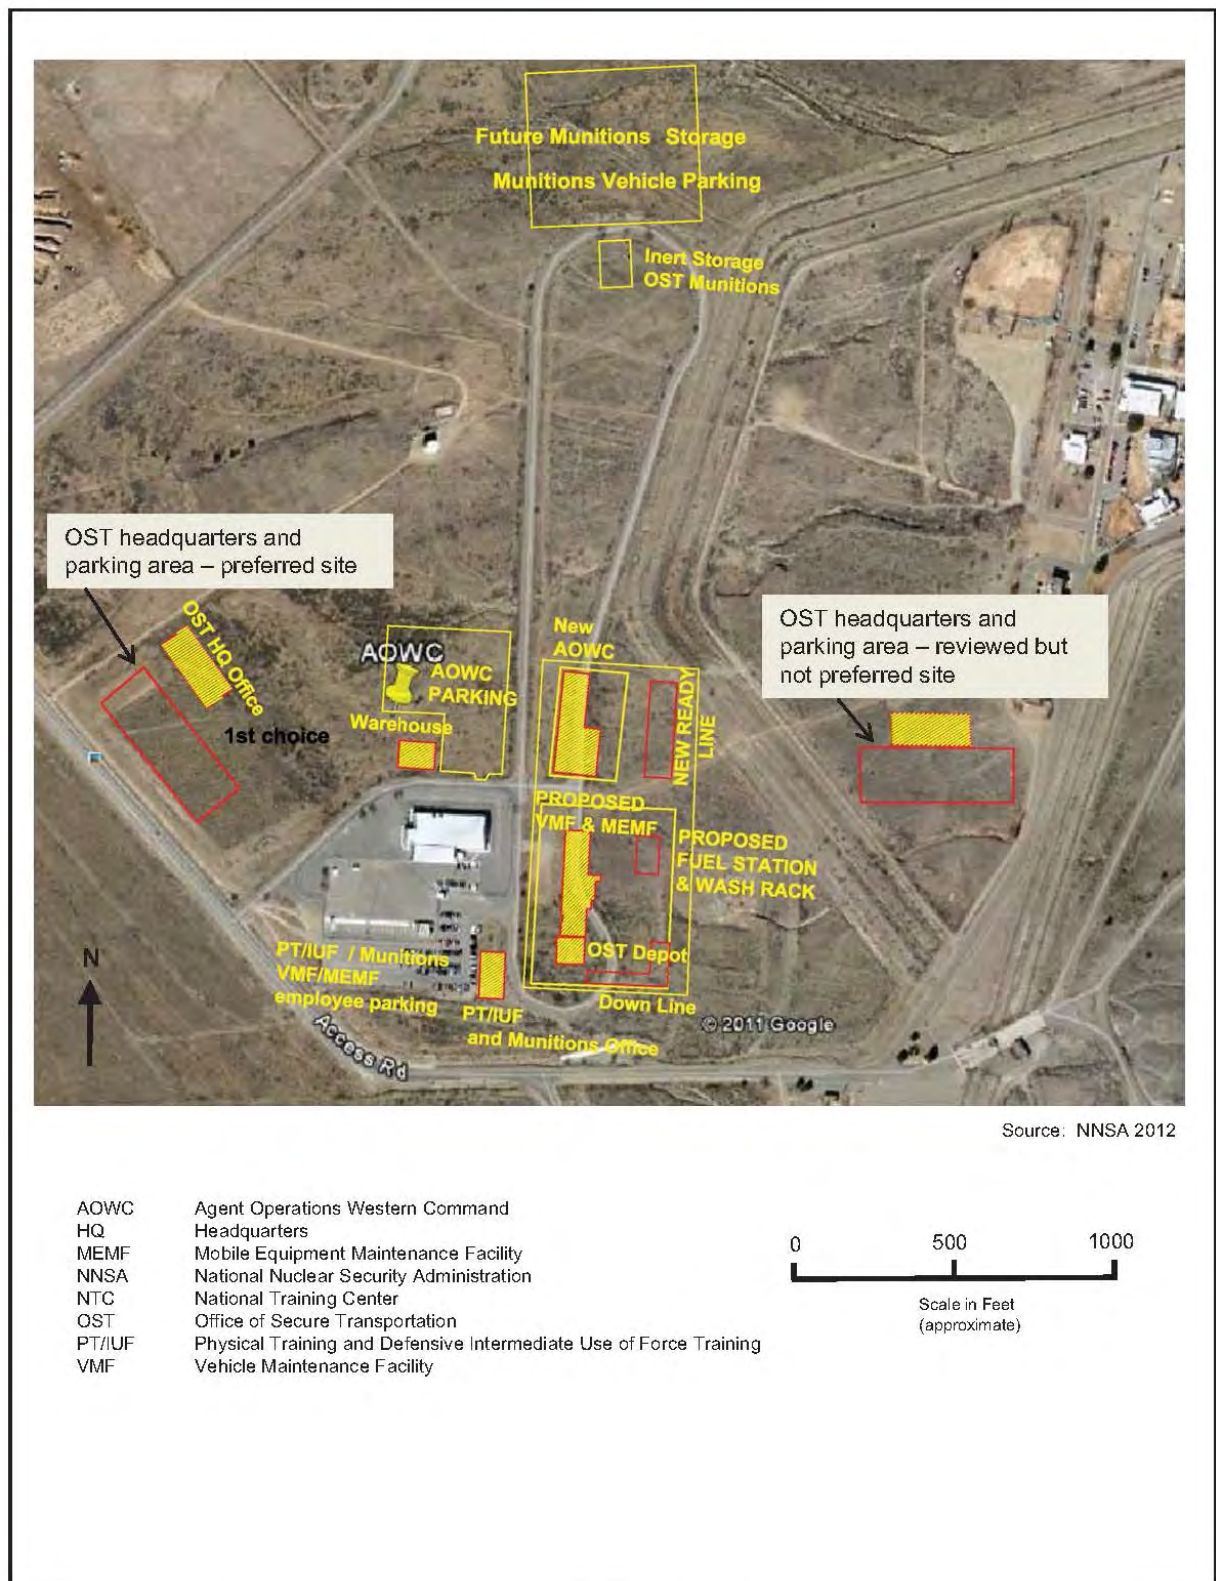 Future Munitions Storage
Munitions Vehicle Parking
Inert Storage
OST Munitions
OST headquarters and
parking area – preferred site
OST headquarters and
parking area – reviewed but
not preferred site
OST HQ Office
1st choice
AOWC
AOWC
PARKING
Warehouse
New
AOWC
NEW READY
LINE
PROPOSED
VMF & MEMF
PROPOSED
FUEL STATION
& WASH RACK
OST Depot
Down Line
PT/IUF / Munitions
VMF/MEMF
employee parking
PT/IUF
and Munitions Office
Access Rd
N
© 2011 Google
Source: NNSA 2012
AOWC Agent Operations Western Command
HQ Headquarters
MEMF Mobile Equipment Maintenance Facility
NNSA National Nuclear Security Administration
NTC National Training Center
OST Office of Secure Transportation
PT/IUF Physical Training and Defensive Intermediate Use of Force Training
VMF Vehicle Maintenance Facility
0 500 1000
Scale in Feet
(approximate)